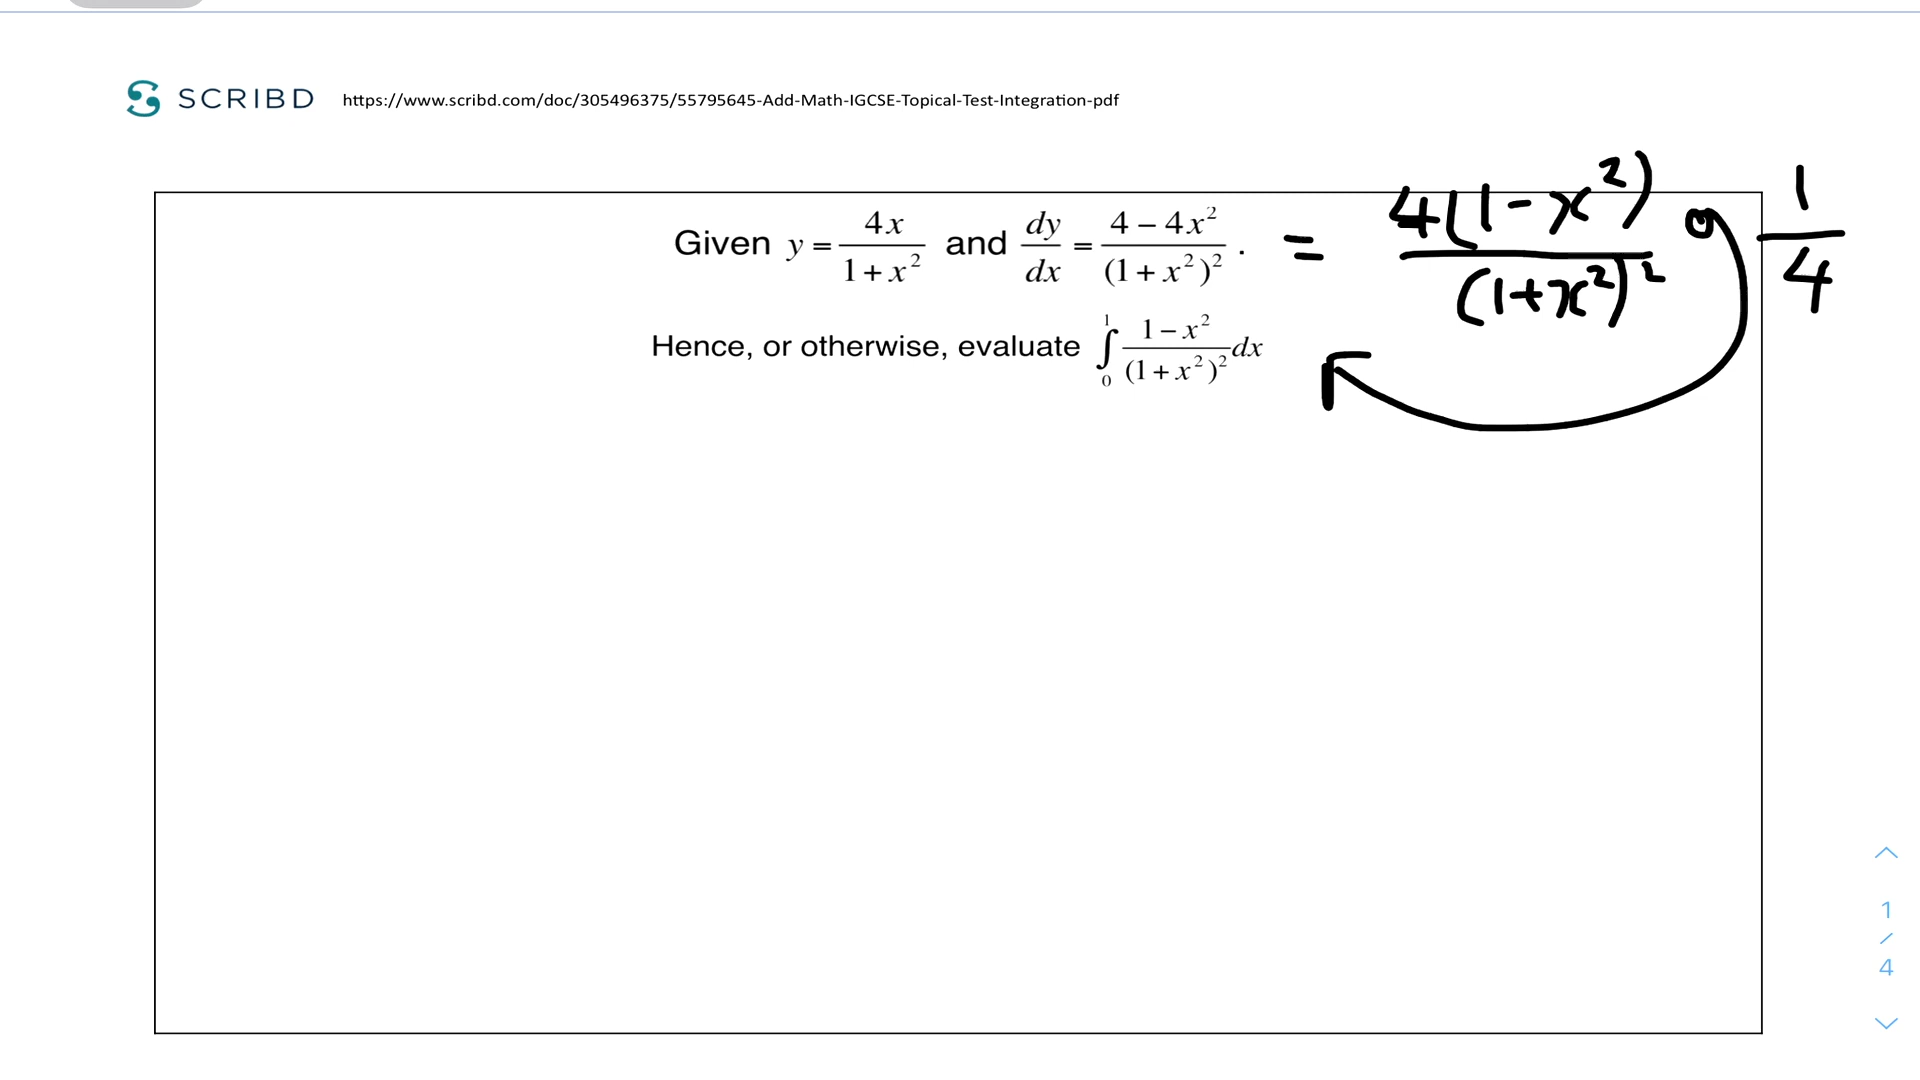 SCRIBD https://www.scribd.com/doc/305496375/55795645-Add-Math-IGCSE-Topical-Test-Integration-pdf
Given y = 4x / (1 + x²) and dy/dx = (4 − 4x²) / (1 + x²)² . = 4(1 − x²) / (1 + x²)² • 1/4
Hence, or otherwise, evaluate ∫₀¹ (1 − x²) / (1 + x²)² dx
1
/
4